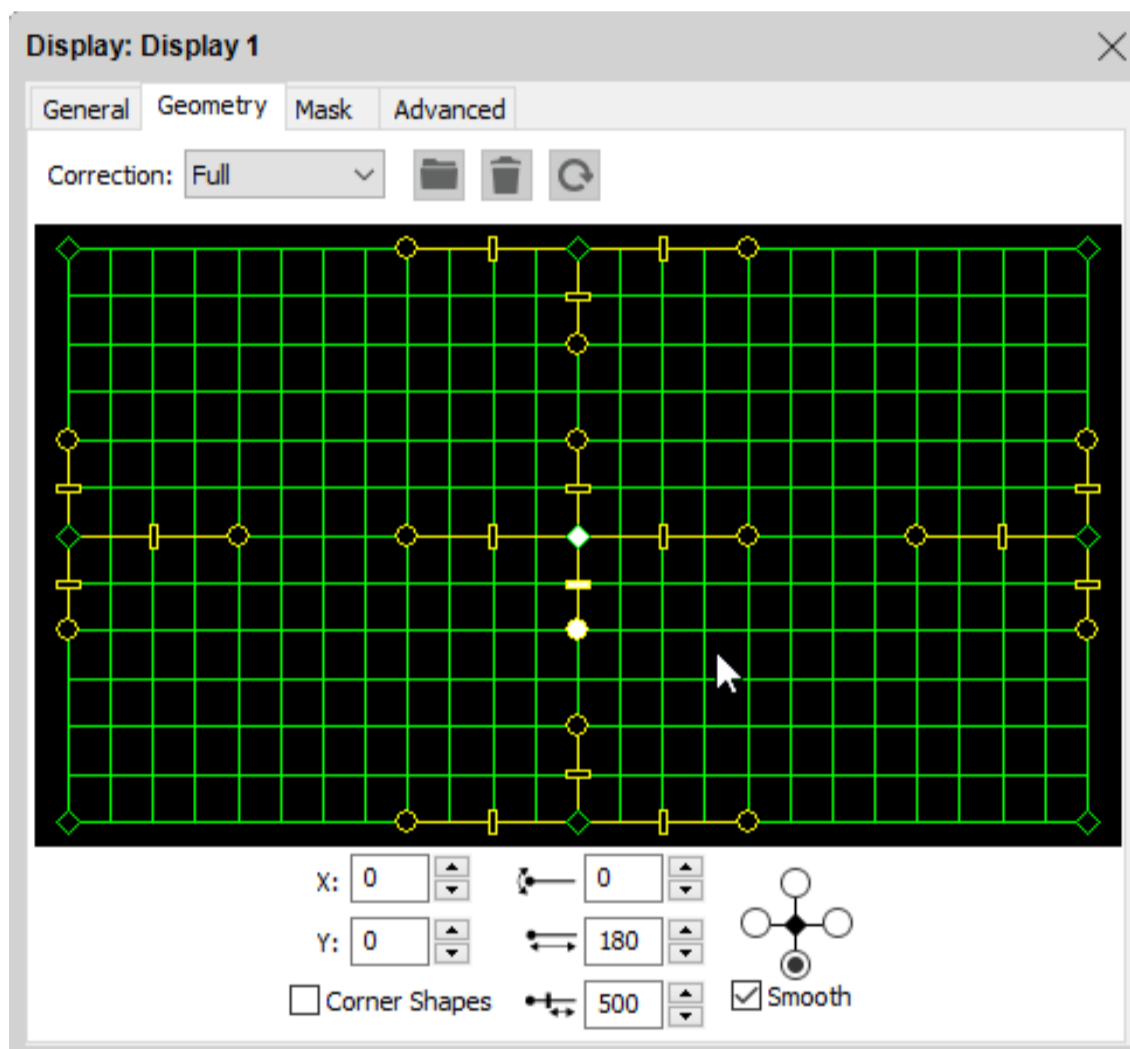 Display: Display 1
General Geometry Mask Advanced
Correction: Full
X: 0 0
Y: 0 180
Corner Shapes 500 Smooth